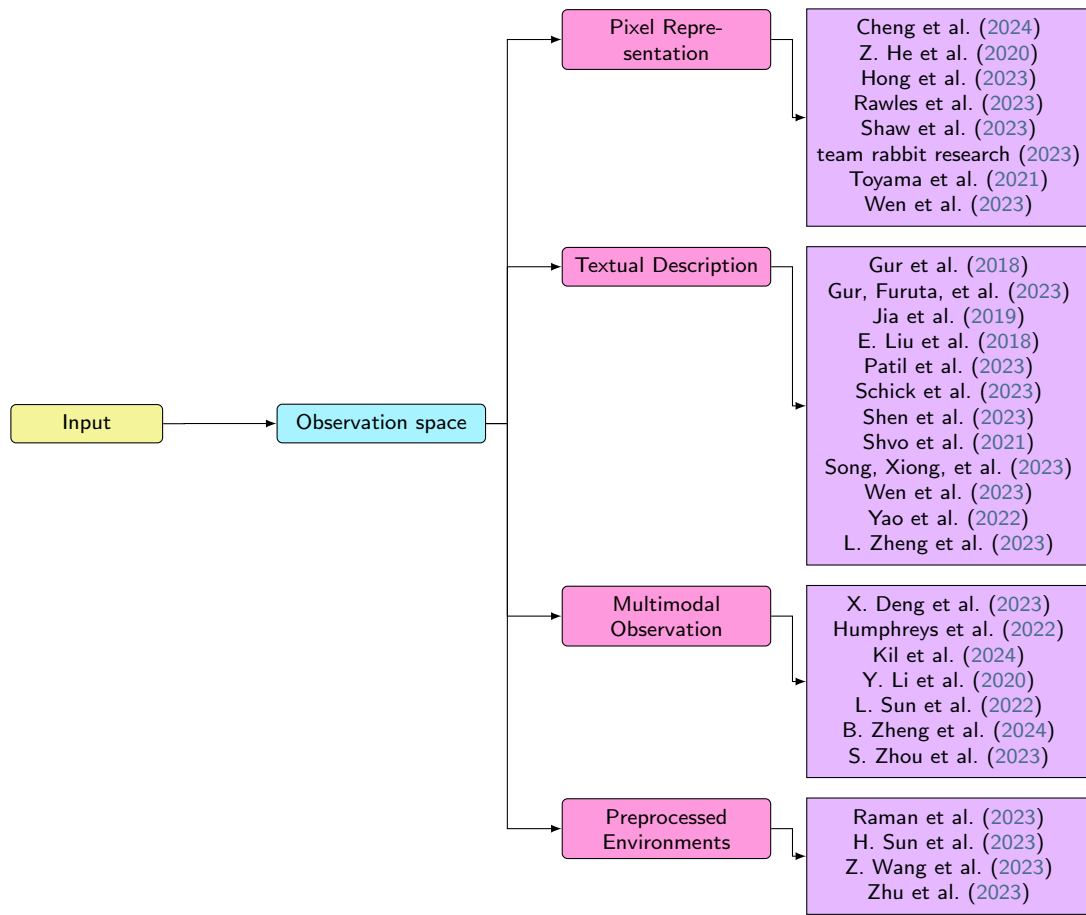 Input
Observation space
Pixel Repre-
sentation
Cheng et al. (2024)
Z. He et al. (2020)
Hong et al. (2023)
Rawles et al. (2023)
Shaw et al. (2023)
team rabbit research (2023)
Toyama et al. (2021)
Wen et al. (2023)
Textual Description
Gur et al. (2018)
Gur, Furuta, et al. (2023)
Jia et al. (2019)
E. Liu et al. (2018)
Patil et al. (2023)
Schick et al. (2023)
Shen et al. (2023)
Shvo et al. (2021)
Song, Xiong, et al. (2023)
Wen et al. (2023)
Yao et al. (2022)
L. Zheng et al. (2023)
Multimodal
Observation
X. Deng et al. (2023)
Humphreys et al. (2022)
Kil et al. (2024)
Y. Li et al. (2020)
L. Sun et al. (2022)
B. Zheng et al. (2024)
S. Zhou et al. (2023)
Preprocessed
Environments
Raman et al. (2023)
H. Sun et al. (2023)
Z. Wang et al. (2023)
Zhu et al. (2023)